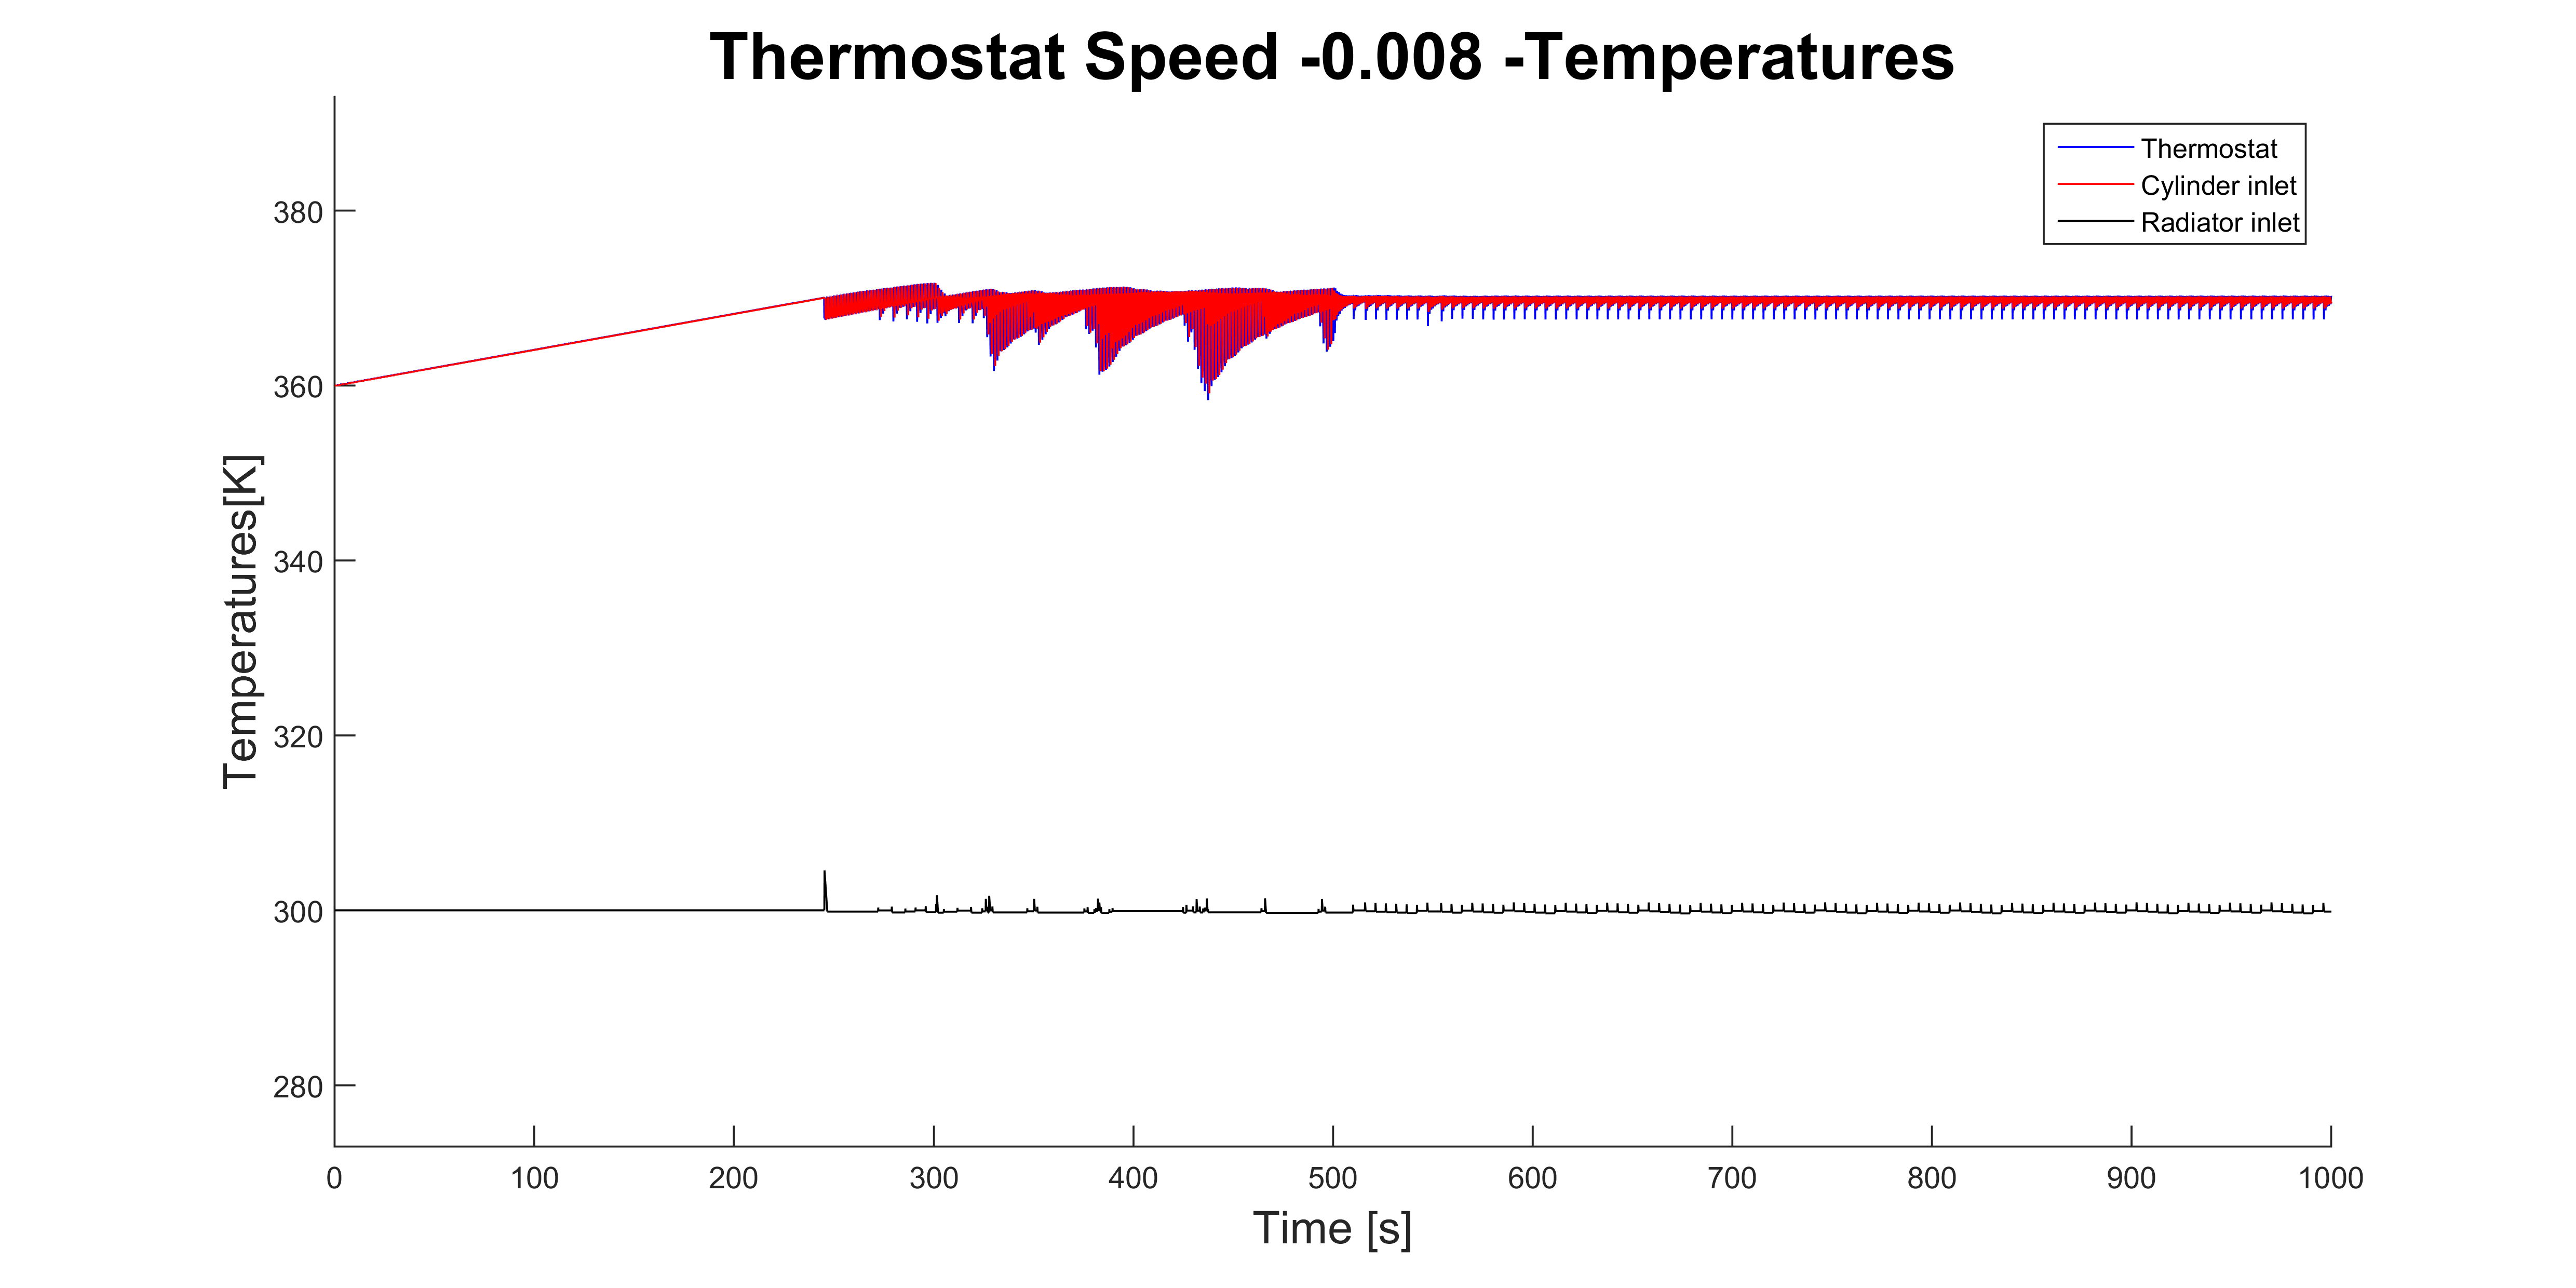 Thermostat Speed -0.008 -Temperatures
Thermostat
Cylinder inlet
Radiator inlet
Temperatures[K]
380
360
340
320
300
280
0 100 200 300 400 500 600 700 800 900 1000
Time [s]